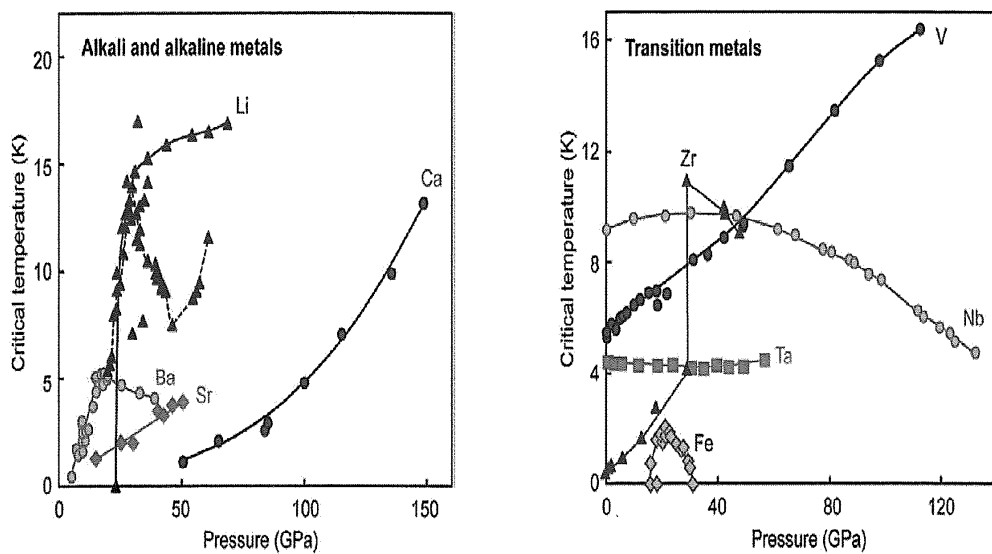 Alkali and alkaline metals
Critical temperature (K)
20
15
10
5
0
Li
Ca
Ba
Sr
0
50
100
150
Pressure (GPa)
Transition metals
Critical temperature (K)
16
12
8
4
0
V
Zr
Nb
Ta
Fe
0
40
80
120
Pressure (GPa)